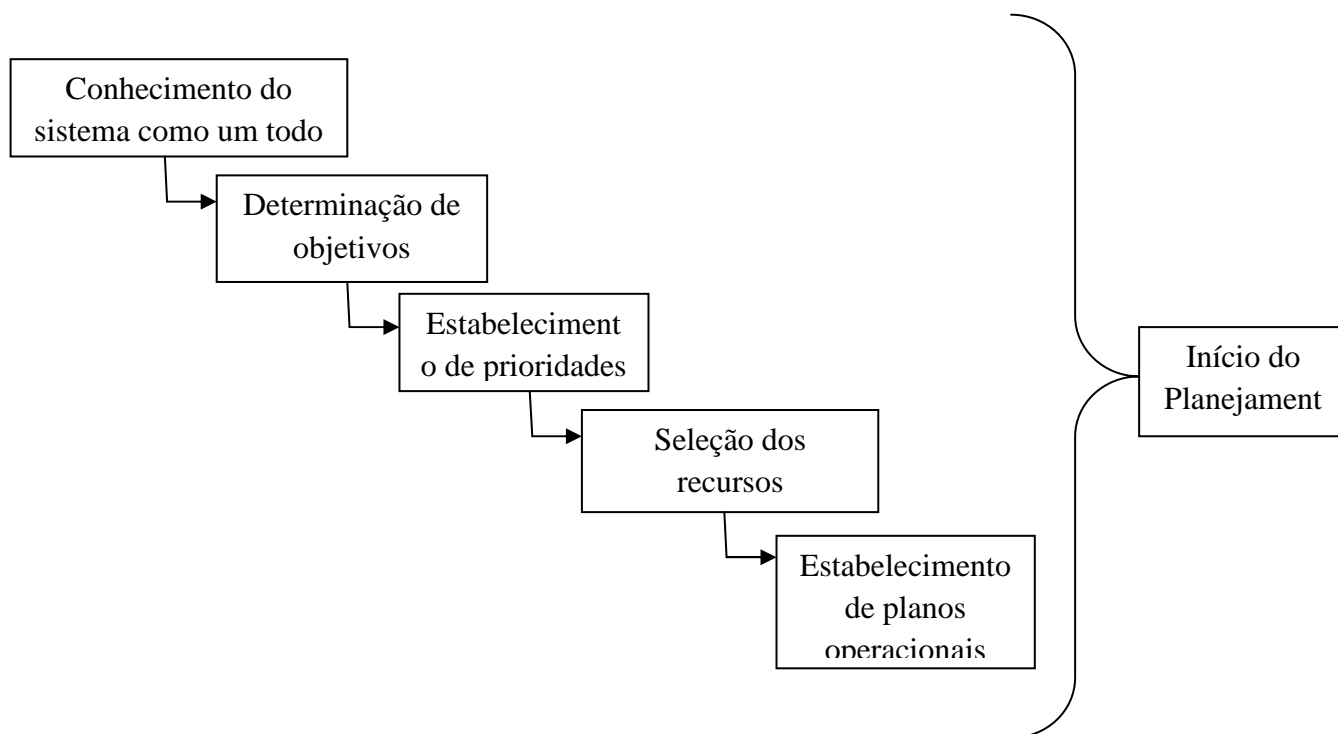 Conhecimento do
sistema como um todo
Determinação de
objetivos
Estabeleciment
o de prioridades
Seleção dos
recursos
Estabelecimento
de planos
operacionais
Início do
Planejament